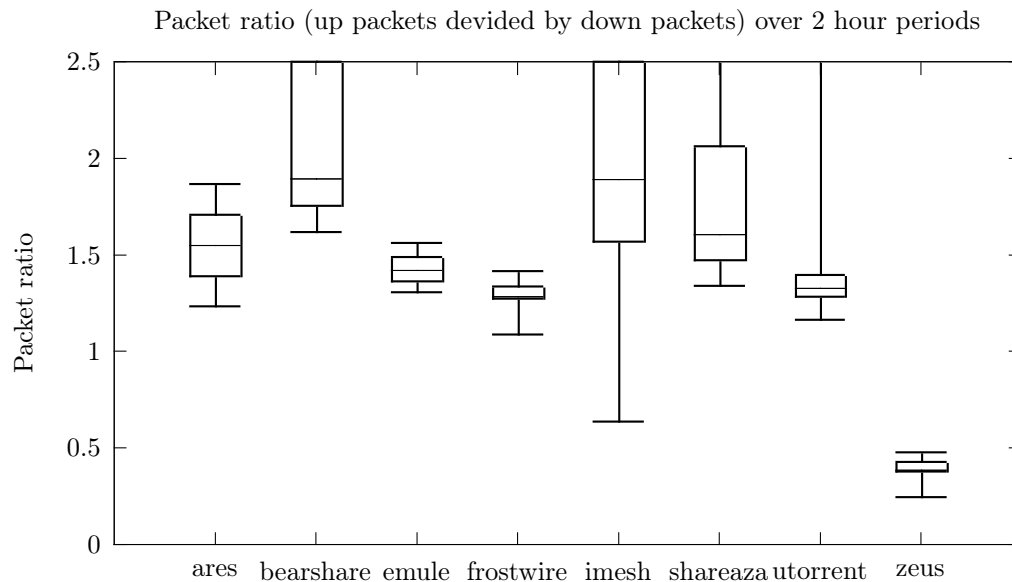 Packet ratio (up packets devided by down packets) over 2 hour periods
2.5
2
1.5
1
0.5
0
Packet ratio
ares bearshare emule frostwire imesh shareaza utorrent zeus